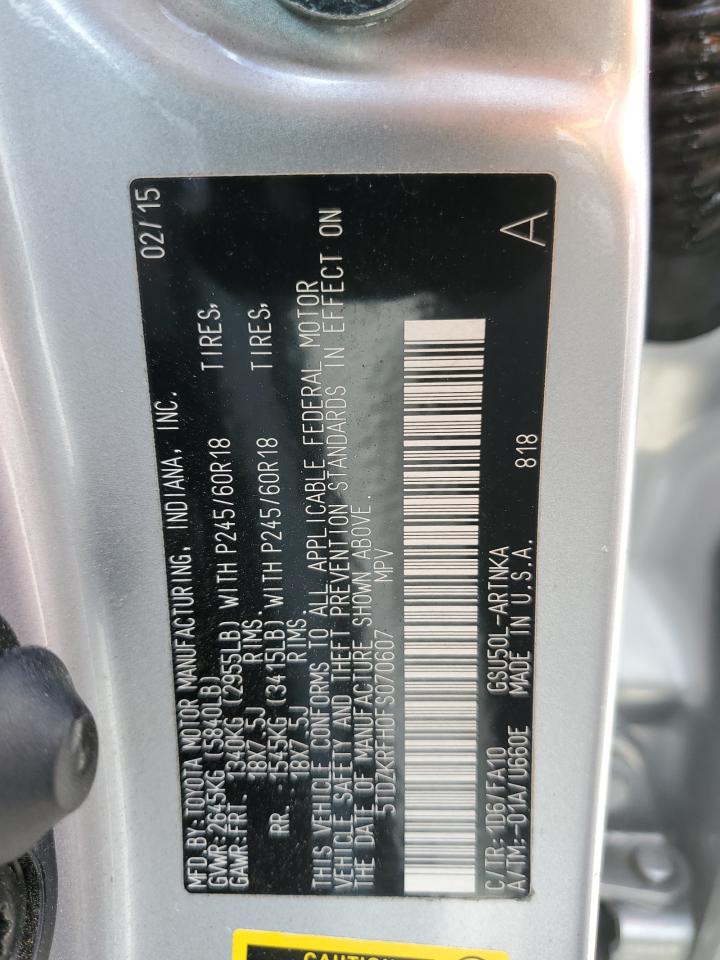 MFD.BY:TOYOTA MOTOR MANUFACTURING, INDIANA, INC. 02/15
GVWR:2645KG (5840LB)
GAWR:FRT. 1340KG (2955LB) WITH P245/60R18 TIRES,
18X7.5J RIMS.
RR. 1545KG (3415LB) WITH P245/60R18 TIRES,
18X7.5J RIMS.
THIS VEHICLE CONFORMS TO ALL APPLICABLE FEDERAL MOTOR
VEHICLE SAFETY AND THEFT PREVENTION STANDARDS IN EFFECT ON
THE DATE OF MANUFACTURE SHOWN ABOVE.
5TDZKRFH0FS070607 MPV
C/TR:1D6/FA10 GSU50L-ARTNKA 818 A
A/TM:-01A/U660E MADE IN U.S.A.
CAUTION